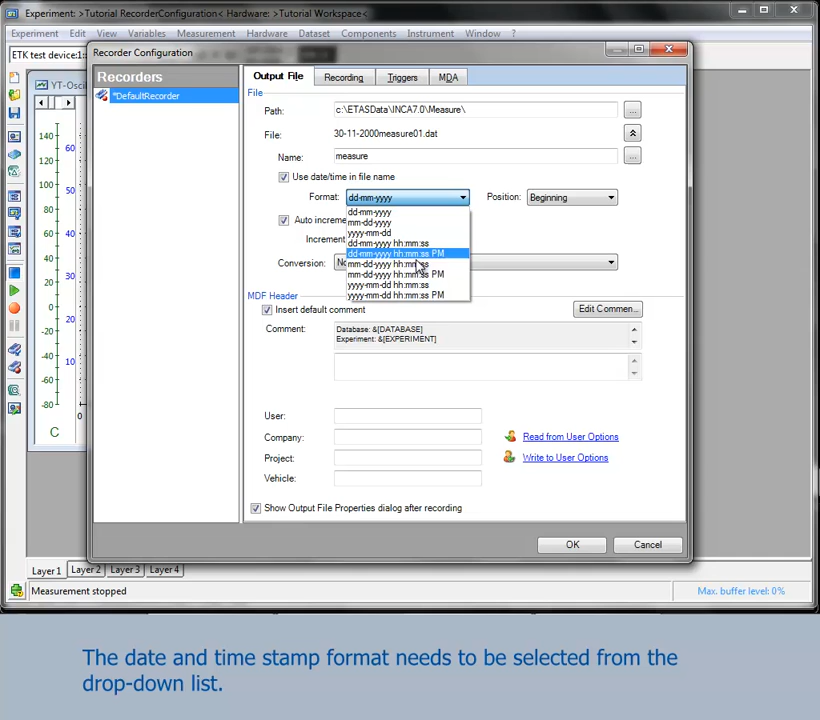 Experiment: >Tutorial RecorderConfiguration< Hardware: >Tutorial Workspace<
Experiment Edit View Variables Measurement Hardware Dataset Components Instrument Window ?
ETK test device:1:
Recorder Configuration
YT-Oscil
Recorders
*DefaultRecorder
Output File Recording Triggers MDA
File
Path: c:\ETASData\INCA7.0\Measure\ ...
File: 30-11-2000measure01.dat
Name: measure ...
Use date/time in file name
Format: dd-mm-yyyy Position: Beginning
dd-mm-yyyy
mm-dd-yyyy
yyyy-mm-dd
dd-mm-yyyy hh:mm:ss
dd-mm-yyyy hh:mm:ss PM
mm-dd-yyyy hh:mm:ss
mm-dd-yyyy hh:mm:ss PM
yyyy-mm-dd hh:mm:ss
yyyy-mm-dd hh:mm:ss PM
Auto increme
Increment
Conversion: No
MDF Header
Insert default comment Edit Commen...
Comment: Database: &[DATABASE]
Experiment: &[EXPERIMENT]
User:
Company: Read from User Options
Project: Write to User Options
Vehicle:
Show Output File Properties dialog after recording
OK Cancel
140
120
100
80
60
40
20
0
-20
-40
-60
-80
C
100
80
70
60
50
40
30
20
10
0
Layer 1 Layer 2 Layer 3 Layer 4
Measurement stopped Max. buffer level: 0%
The date and time stamp format needs to be selected from the
drop-down list.